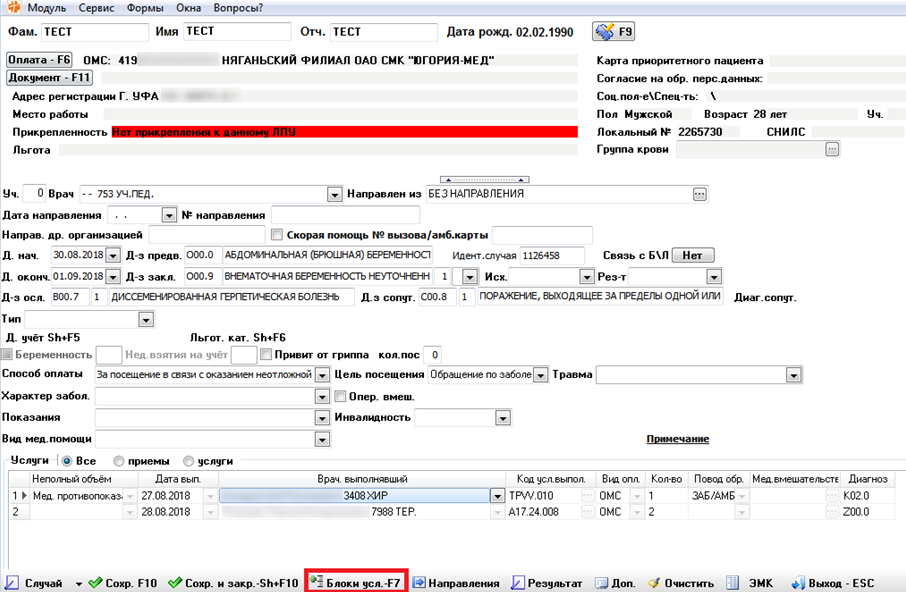 Модуль Сервис Формы Окна Вопросы?
Фам. ТЕСТ Имя ТЕСТ Отч. ТЕСТ Дата рожд. 02.02.1990 F9
Оплата - F6 ОМС: 419 НЯГАНЬСКИЙ ФИЛИАЛ ОАО СМК "ЮГОРИЯ-МЕД" Карта приоритетного пациента
Документ - F11 Согласие на обр. перс.данных:
Адрес регистрации Г. УФА Соц.пол-е\Спец-ть: \
Место работы Пол Мужской Возраст 28 лет Уч.
Прикрепленность Нет прикрепления к данному ЛПУ Локальный № 2265730 СНИЛС
Льгота Группа крови ...
Уч. 0 Врач - - 753 УЧ.ПЕД. Направлен из БЕЗ НАПРАВЛЕНИЯ ...
Дата направления . . № направления
Направ. др. организацией Скорая помощь № вызова/амб.карты
Д. нач. 30.08.2018 Д-з предв. O00.0 АБДОМИНАЛЬНАЯ (БРЮШНАЯ) БЕРЕМЕННОСТ Идент.случая 1126458 Связь с Б\Л Нет
Д. оконч. 01.09.2018 Д-з закл. O00.9 ВНЕМАТОЧНАЯ БЕРЕМЕННОСТЬ НЕУТОЧНЕНН 1 Исх. Рез-т
Д-з осл. B00.7 1 ДИССЕМЕНИРОВАННАЯ ГЕРПЕТИЧЕСКАЯ БОЛЕЗНЬ Д.з сопут. C00.8 1 ПОРАЖЕНИЕ, ВЫХОДЯЩЕЕ ЗА ПРЕДЕЛЫ ОДНОЙ ИЛИ Диаг.сопут.
Тип
Д. учёт Sh+F5 Льгот. кат. Sh+F6
Беременность Нед.взятия на учёт Привит от гриппа кол.пос 0
Способ оплаты За посещение в связи с оказанием неотложной Цель посещения Обращение по заболе Травма
Характер забол. Опер. вмеш.
Показания Инвалидность
Вид мед.помощи Примечание
Услуги Все приемы услуги
Неполный объём Дата вып. Врач. выполнявший Код усл.выпол. Вид опл. Кол-во Повод обр. Мед.вмешательств Диагноз
1 Мед. противопоказ 27.08.2018 3408 ХИР TPVV.010 ... ОМС 1 ЗАБ/АМБ ... K02.0
2 28.08.2018 7988 ТЕР. A17.24.008 ... ОМС 2 ... Z00.0
Случай Сохр. F10 Сохр. и закр.-Sh+F10 Блоки усл.-F7 Направления Результат Доп. Очистить ЭМК Выход - ESC